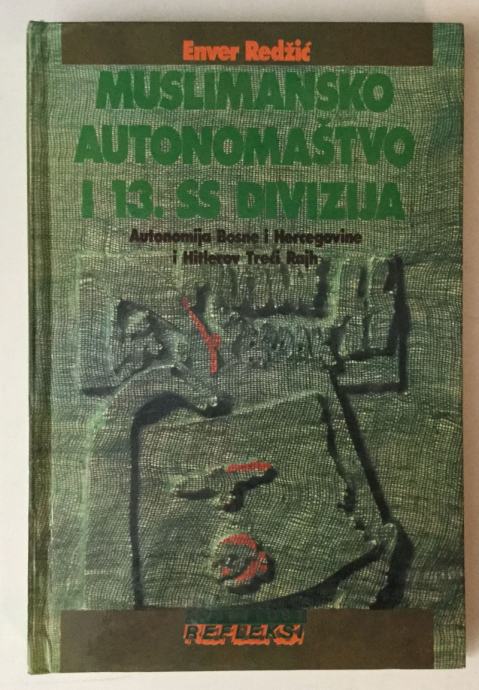 Enver Redžić
MUSLIMANSKO
AUTONOMAŠTVO
I 13. SS DIVIZIJA
Autonomija Bosne i Hercegovine
i Hitlerov Treći Rajh
REFLEKSI